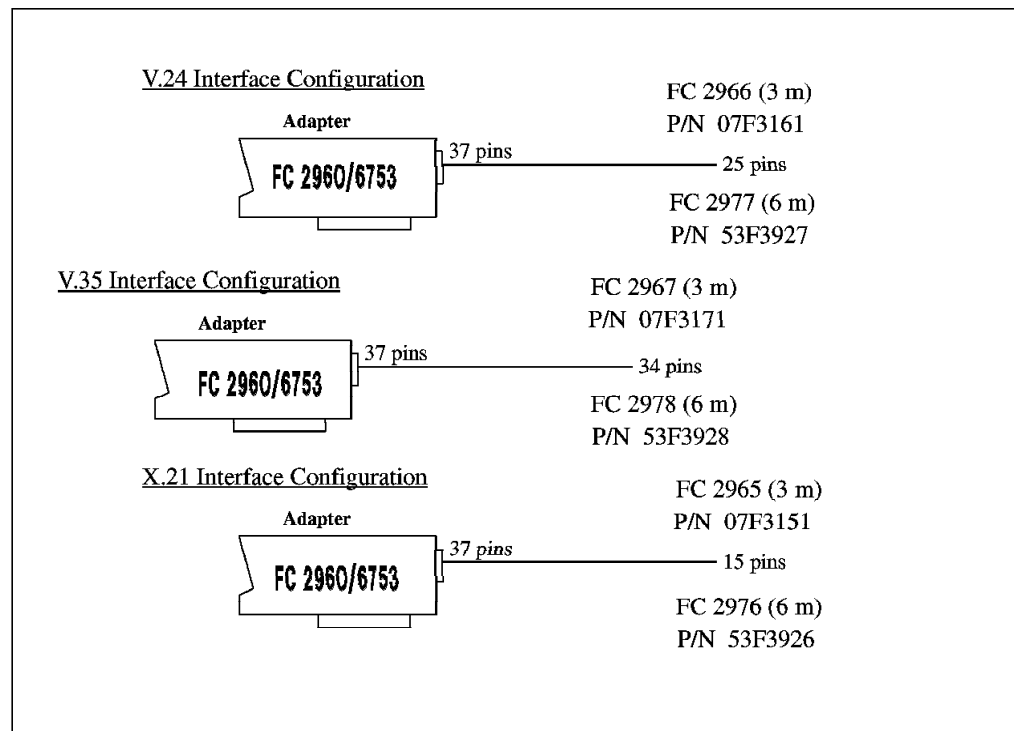 V.24 Interface Configuration
FC 2966 (3 m)
P/N 07F3161
Adapter
FC 2960/6753
37 pins
25 pins
FC 2977 (6 m)
P/N 53F3927
V.35 Interface Configuration
FC 2967 (3 m)
P/N 07F3171
Adapter
FC 2960/6753
37 pins
34 pins
FC 2978 (6 m)
P/N 53F3928
X.21 Interface Configuration
FC 2965 (3 m)
P/N 07F3151
Adapter
FC 2960/6753
37 pins
15 pins
FC 2976 (6 m)
P/N 53F3926